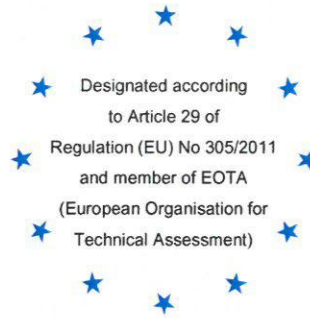 Designated according
to Article 29 of
Regulation (EU) No 305/2011
and member of EOTA
(European Organisation for
Technical Assessment)